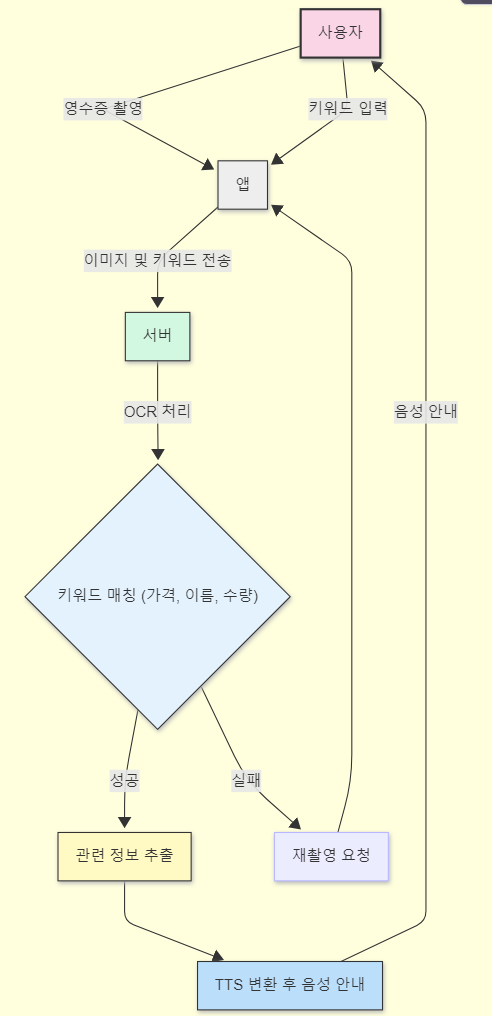 사용자
영수증 촬영
키워드 입력
앱
이미지 및 키워드 전송
서버
OCR 처리
음성 안내
키워드 매칭 (가격, 이름, 수량)
성공
실패
관련 정보 추출
재촬영 요청
TTS 변환 후 음성 안내